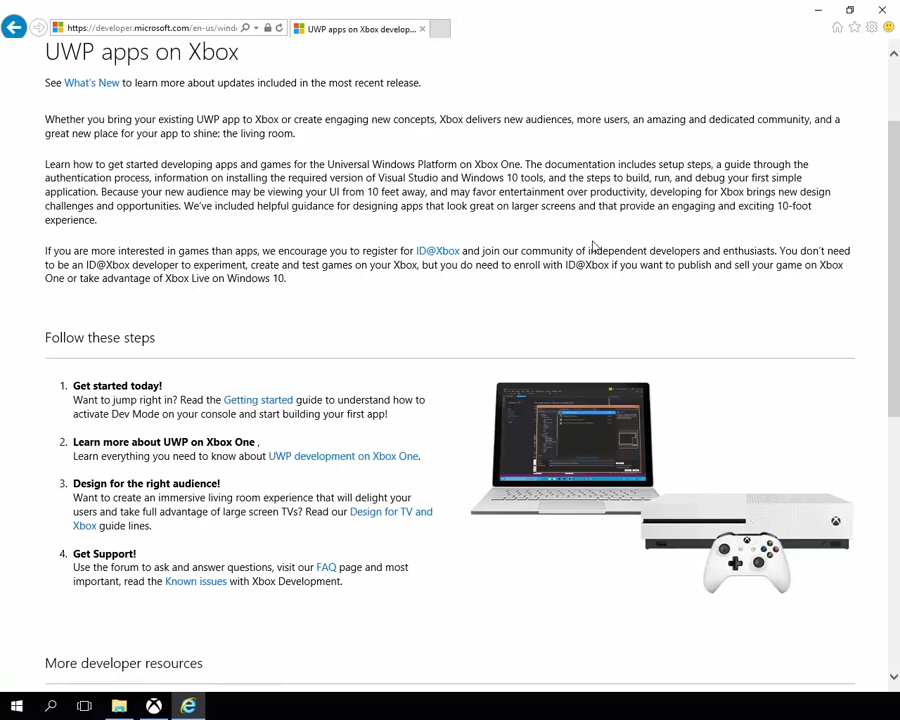 https://developer.microsoft.com/en-us/wind
UWP apps on Xbox develop...
UWP apps on Xbox
See What's New to learn more about updates included in the most recent release.
Whether you bring your existing UWP app to Xbox or create engaging new concepts, Xbox delivers new audiences, more users, an amazing and dedicated community, and a
great new place for your app to shine: the living room.
Learn how to get started developing apps and games for the Universal Windows Platform on Xbox One. The documentation includes setup steps, a guide through the
authentication process, information on installing the required version of Visual Studio and Windows 10 tools, and the steps to build, run, and debug your first simple
application. Because your new audience may be viewing your UI from 10 feet away, and may favor entertainment over productivity, developing for Xbox brings new design
challenges and opportunities. We've included helpful guidance for designing apps that look great on larger screens and that provide an engaging and exciting 10-foot
experience.
If you are more interested in games than apps, we encourage you to register for ID@Xbox and join our community of independent developers and enthusiasts. You don't need
to be an ID@Xbox developer to experiment, create and test games on your Xbox, but you do need to enroll with ID@Xbox if you want to publish and sell your game on Xbox
One or take advantage of Xbox Live on Windows 10.
Follow these steps
1. Get started today!
Want to jump right in? Read the Getting started guide to understand how to
activate Dev Mode on your console and start building your first app!
2. Learn more about UWP on Xbox One ,
Learn everything you need to know about UWP development on Xbox One.
3. Design for the right audience!
Want to create an immersive living room experience that will delight your
users and take full advantage of large screen TVs? Read our Design for TV and
Xbox guide lines.
4. Get Support!
Use the forum to ask and answer questions, visit our FAQ page and most
important, read the Known issues with Xbox Development.
More developer resources